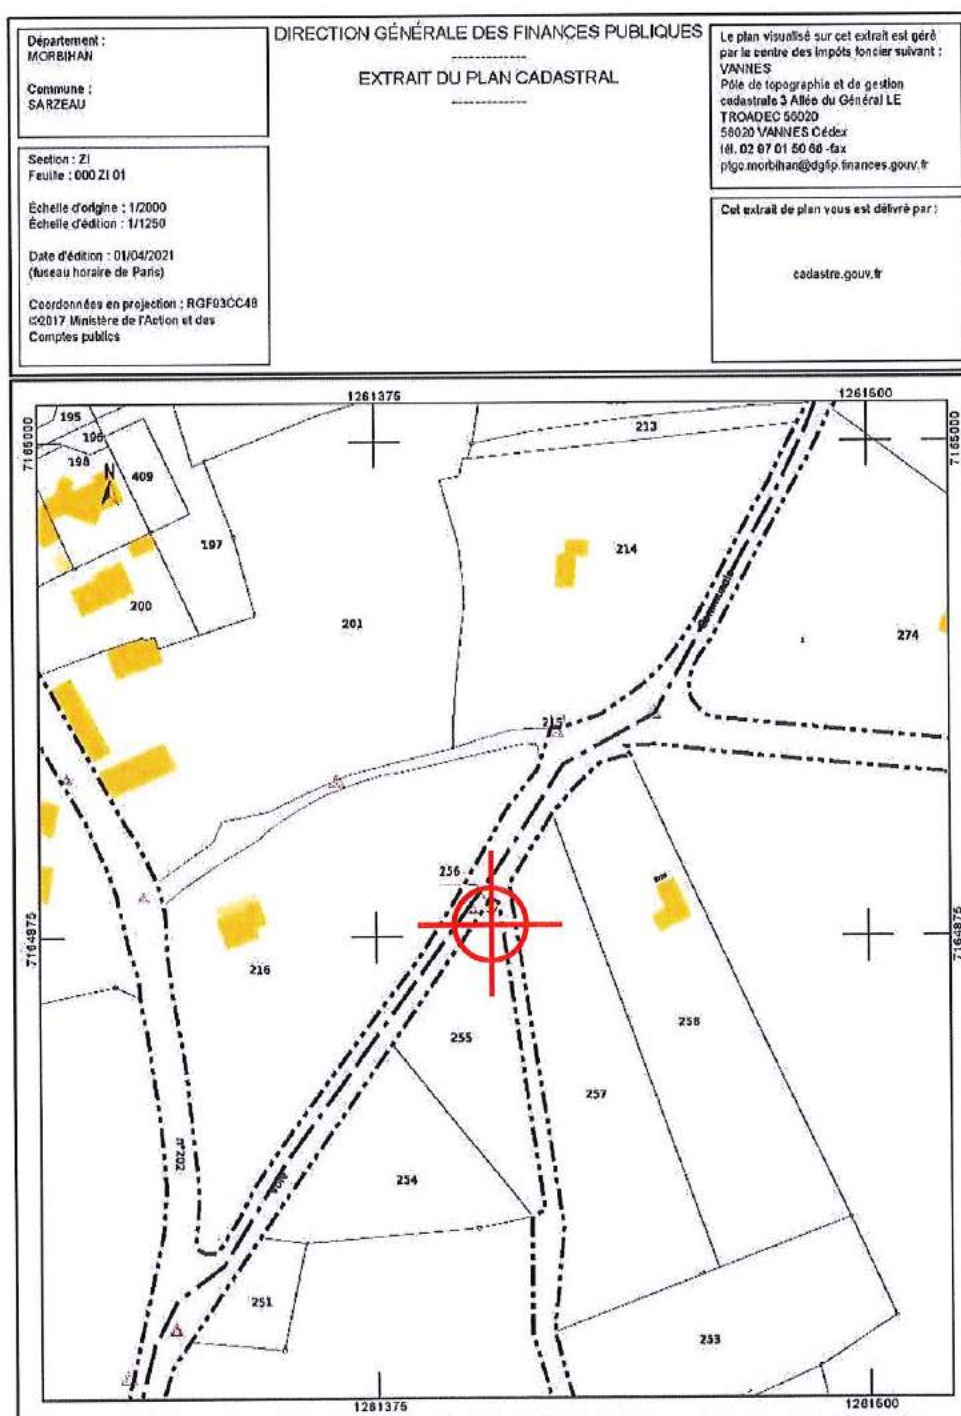 DIRECTION GÉNÉRALE DES FINANCES PUBLIQUES
-------------
EXTRAIT DU PLAN CADASTRAL
-------------
Département :
MORBIHAN
Commune :
SARZEAU
Section : ZI
Feuille : 000 ZI 01
Échelle d'origine : 1/2000
Échelle d'édition : 1/1250
Date d'édition : 01/04/2021
(fuseau horaire de Paris)
Coordonnées en projection : RGF93CC48
©2017 Ministère de l'Action et des
Comptes publics
Le plan visualisé sur cet extrait est géré
par le centre des impôts foncier suivant :
VANNES
Pôle de topographie et de gestion
cadastrale 3 Allée du Général LE
TROADEC 56020
56020 VANNES Cédex
tél. 02 97 01 50 66 -fax
ptgc.morbihan@dgfip.finances.gouv.fr
Cet extrait de plan vous est délivré par :
cadastre.gouv.fr
1261375
1261500
7165000
7165000
195
196
198
N
409
213
197
214
200
201
Communale
274
215
256
7164875
7164875
216
255
258
257
n°202
Voie
254
251
253
1261375
1261500